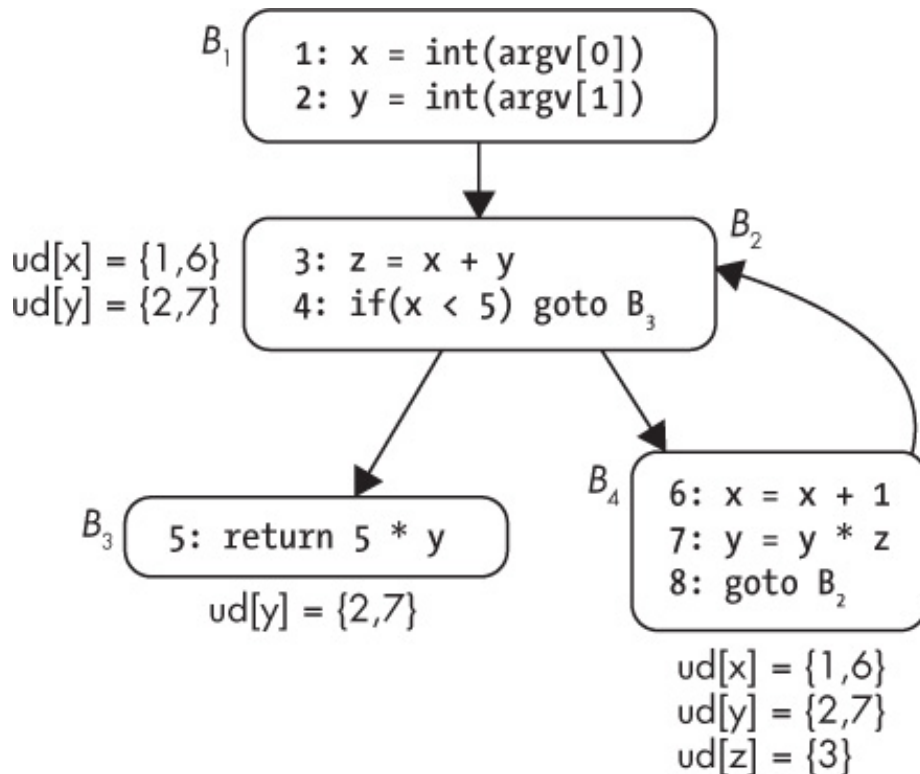 B₁
1: x = int(argv[0])
2: y = int(argv[1])
B₂
ud[x] = {1,6}
ud[y] = {2,7}
3: z = x + y
4: if(x < 5) goto B₃
B₃
5: return 5 * y
ud[y] = {2,7}
B₄
6: x = x + 1
7: y = y * z
8: goto B₂
ud[x] = {1,6}
ud[y] = {2,7}
ud[z] = {3}